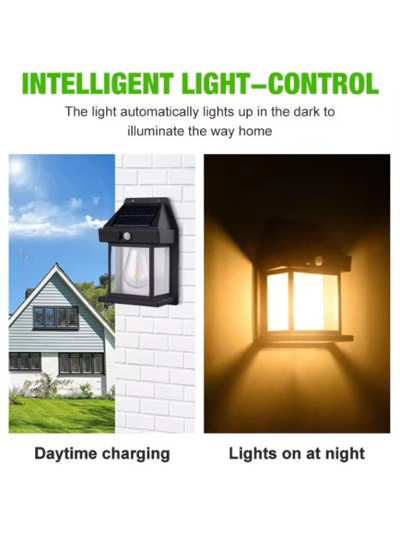 INTELLIGENT LIGHT–CONTROL
The light automatically lights up in the dark to
illuminate the way home
Daytime charging
Lights on at night